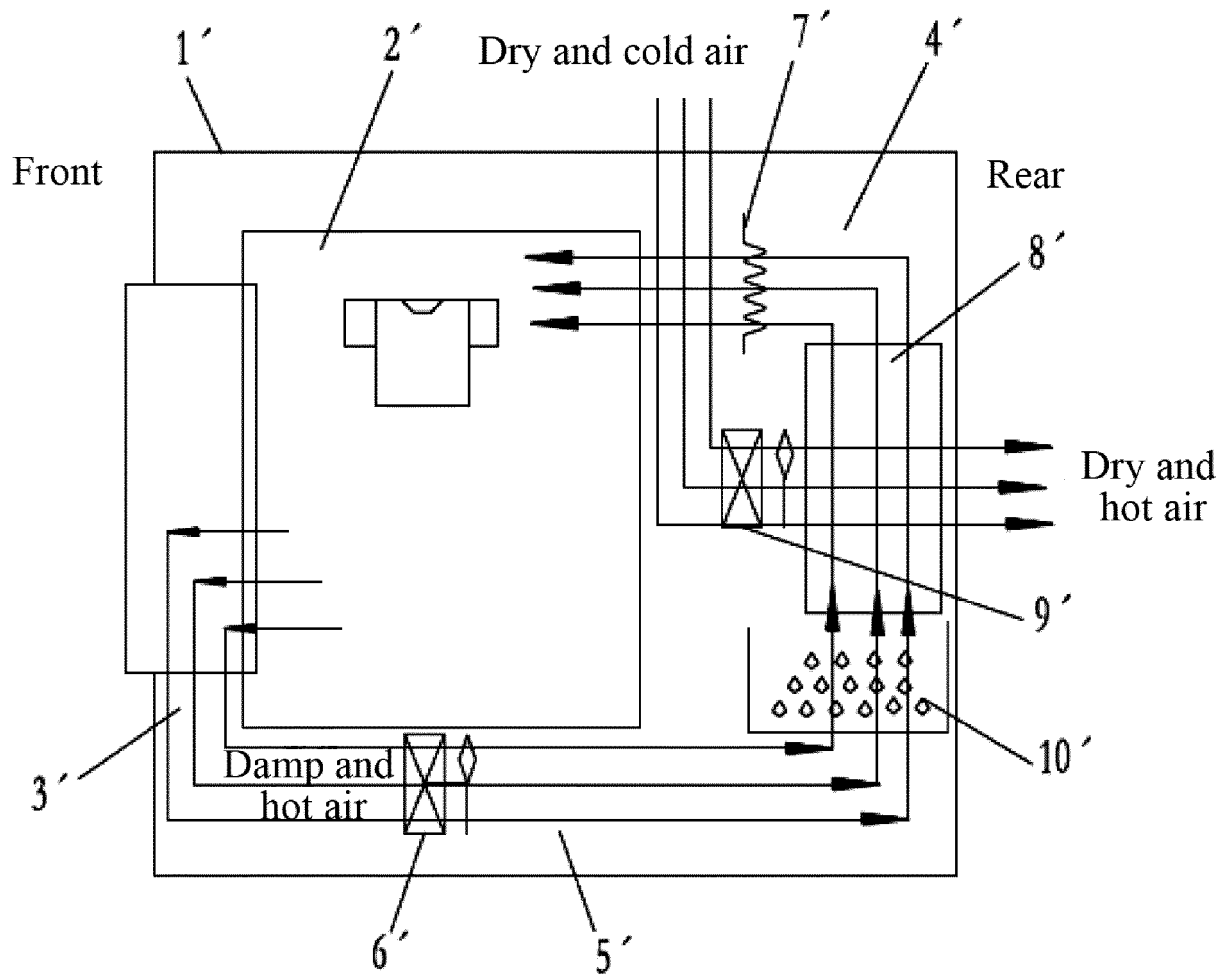 1´
2´
Dry and cold air
7´
4´
Front
Rear
8´
Dry and
hot air
9´
3´
Damp and
hot air
10´
6´
5´